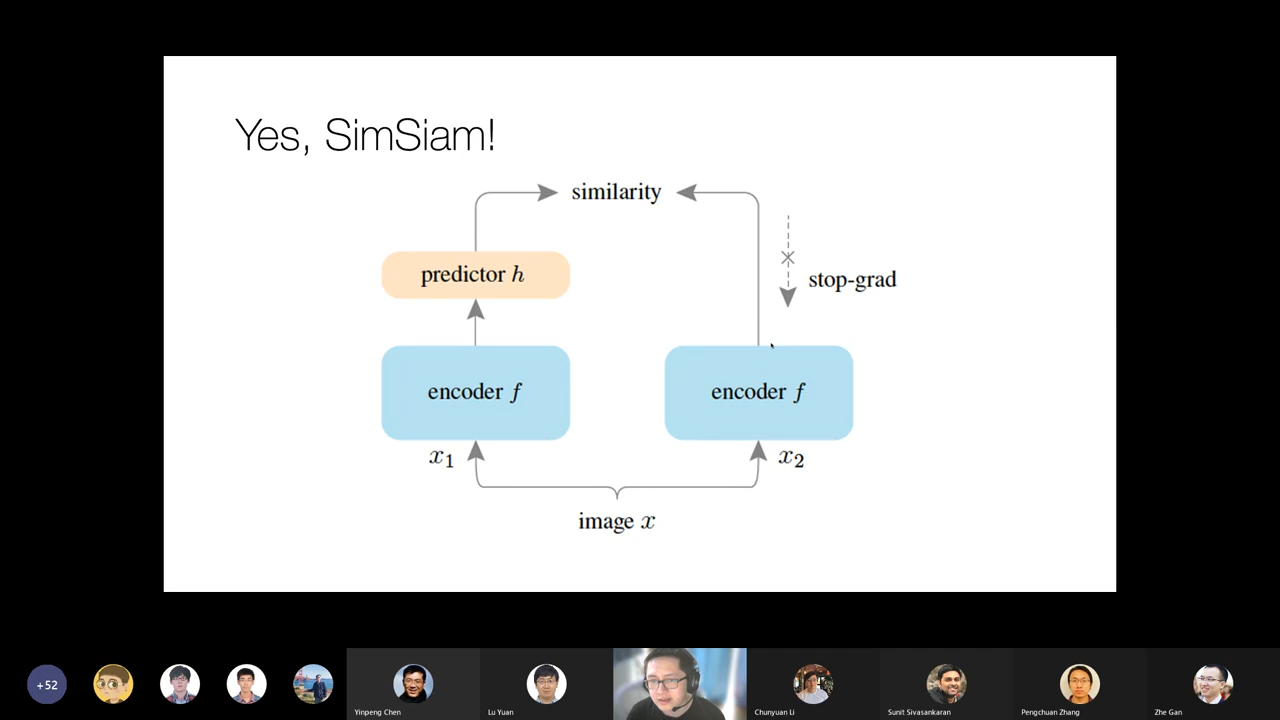 Yes, SimSiam!
similarity
predictor h
stop-grad
encoder f
encoder f
x1
x2
image x
+52
Yinpeng Chen
Lu Yuan
Chunyuan Li
Sunit Sivasankaran
Pengchuan Zhang
Zhe Gan